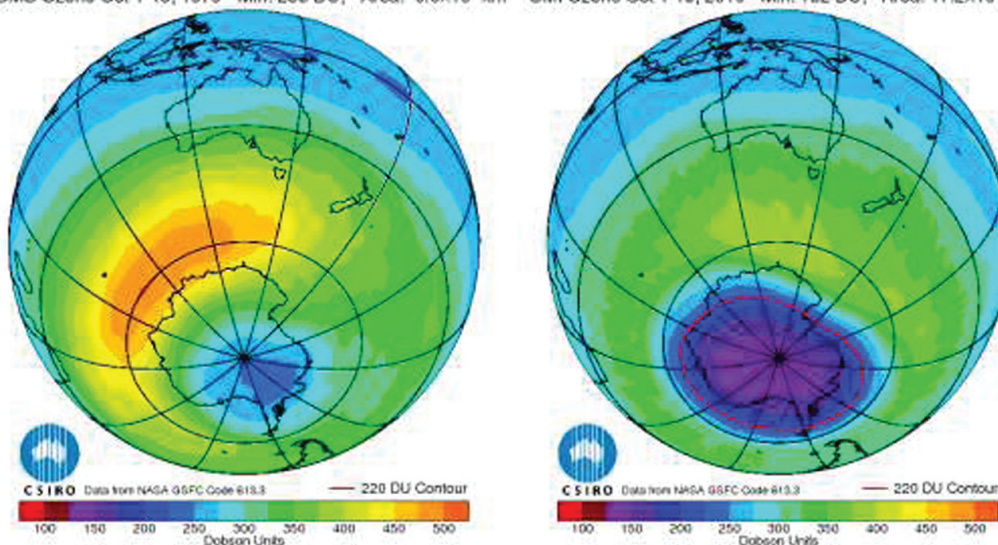 CSIRO Data from NASA GSFC Code 613.3 — 220 DU Contour
100 150 200 250 300 350 400 450 500
Dobson Units
CSIRO Data from NASA GSFC Code 613.3 — 220 DU Contour
100 150 200 250 300 350 400 450 500
Dobson Units